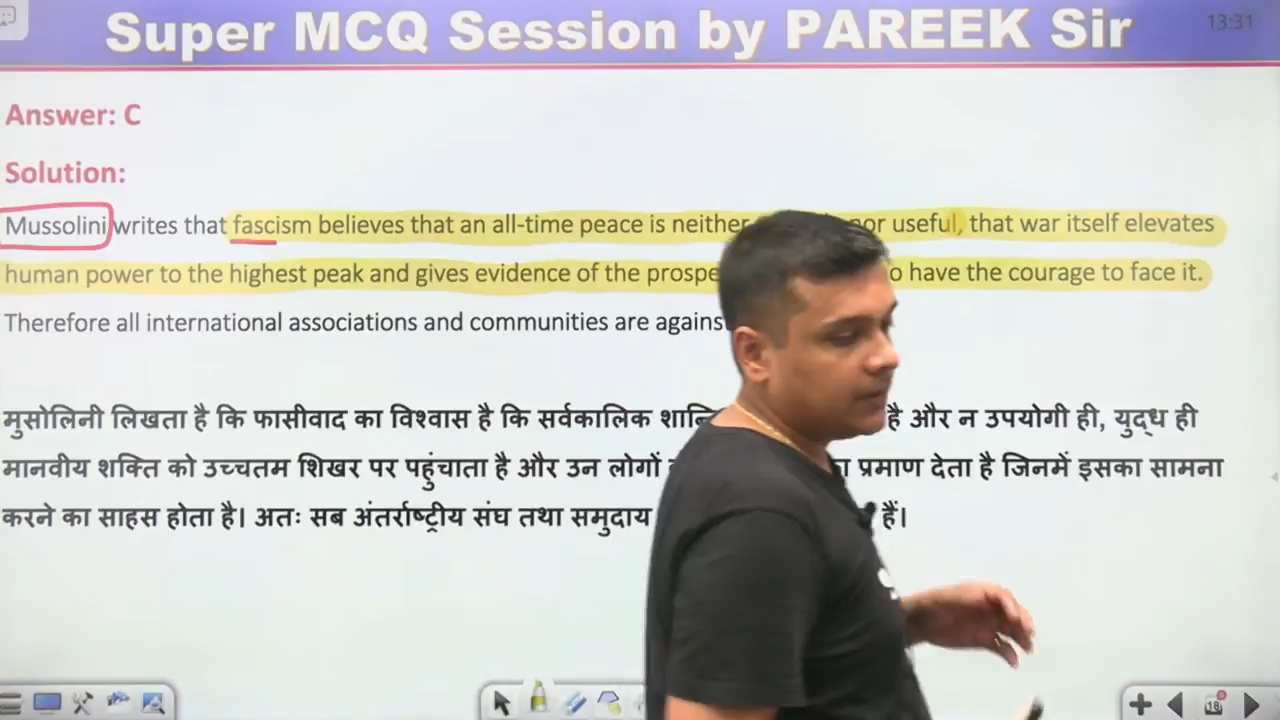 Super MCQ Session by PAREEK Sir
13:31
Answer: C
Solution:
Mussolini writes that fascism believes that an all-time peace is neither nor useful, that war itself elevates
human power to the highest peak and gives evidence of the have the courage to face it.
Therefore all international associations and communities are against
मुसोलिनी लिखता है कि फासीवाद का विश्वास है कि सर्वकालिक है और न उपयोगी ही, युद्ध ही
मानवीय शक्ति को उच्चतम शिखर पर पहुंचाता है और उन लोगों प्रमाण देता है जिनमें इसका सामना
करने का साहस होता है। अतः सब अंतर्राष्ट्रीय संघ तथा समुदाय हैं।
18